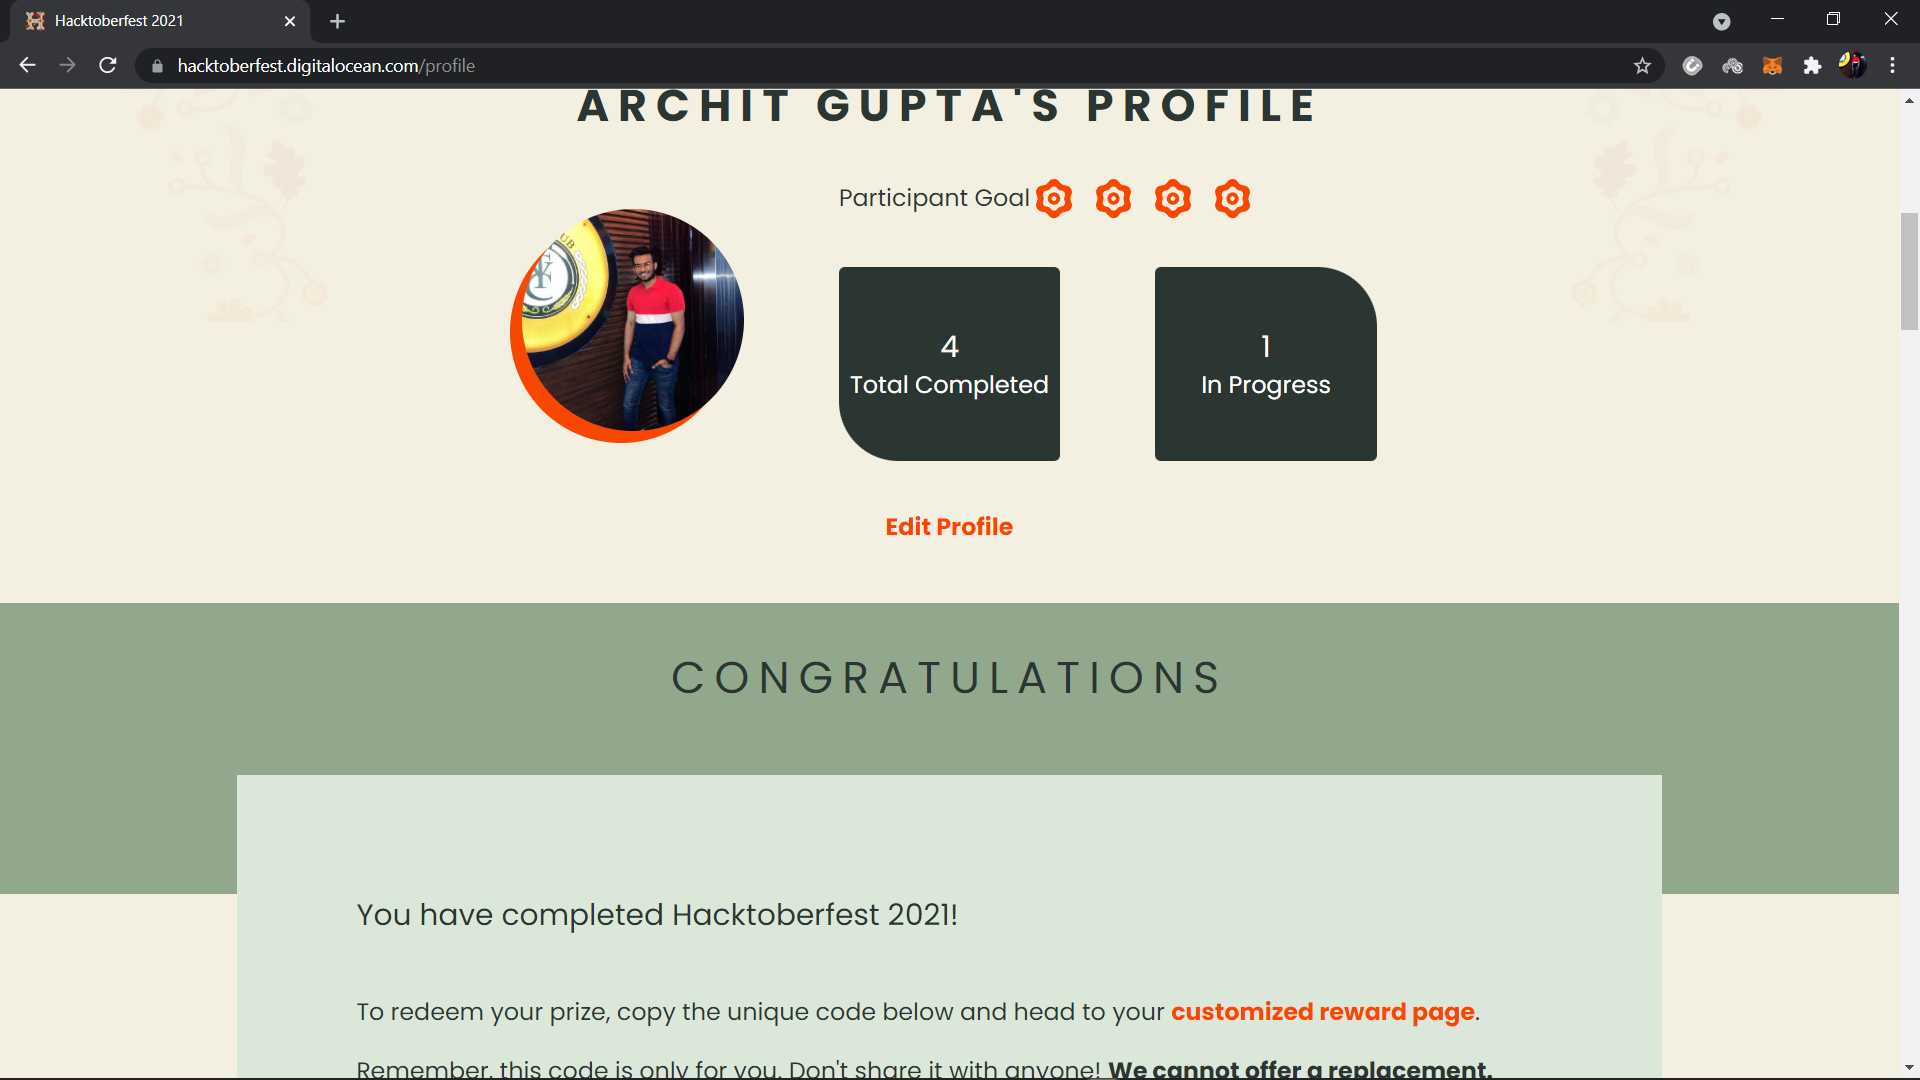 Hacktoberfest 2021
hacktoberfest.digitalocean.com/profile
ARCHIT GUPTA'S PROFILE
Participant Goal
4
Total Completed
1
In Progress
Edit Profile
CONGRATULATIONS
You have completed Hacktoberfest 2021!
To redeem your prize, copy the unique code below and head to your customized reward page.
Remember, this code is only for you. Don't share it with anyone! We cannot offer a replacement.